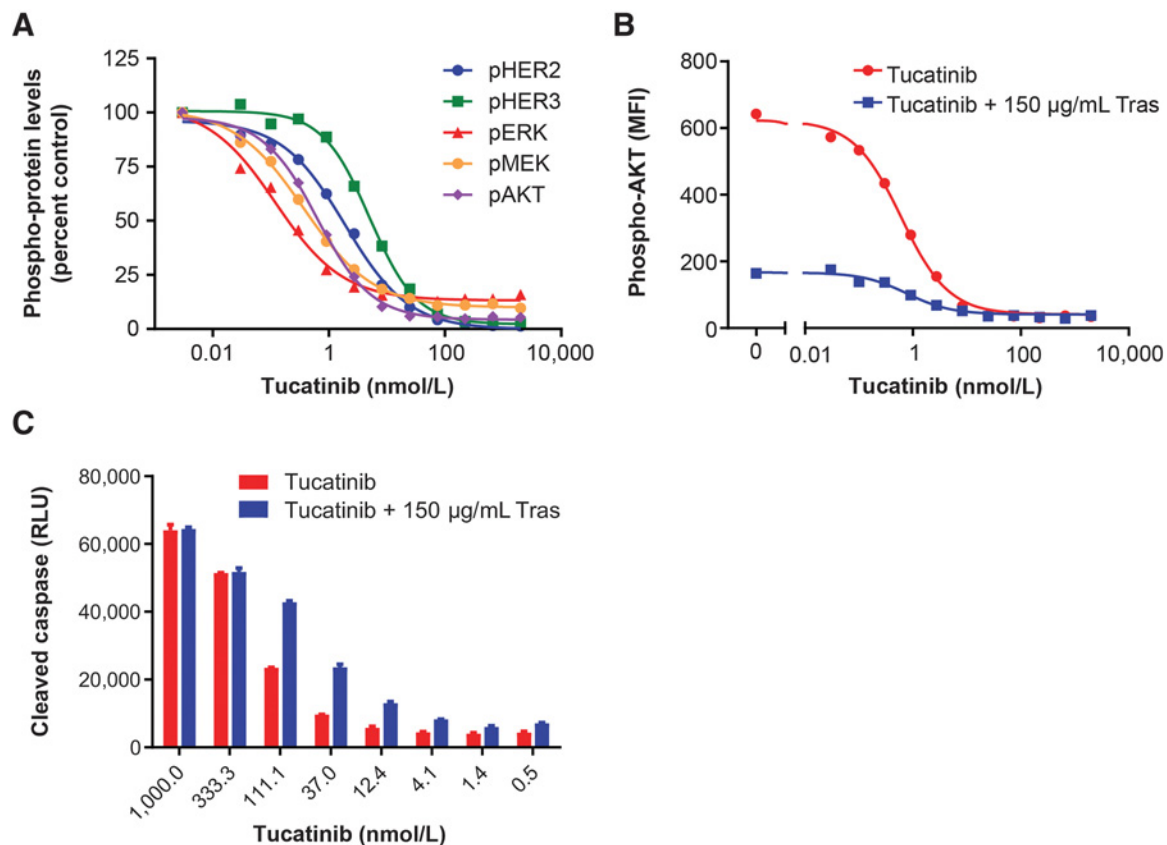 A
Phospho-protein levels
(percent control)
125
100
75
50
25
0
pHER2
pHER3
pERK
pMEK
pAKT
0.01
1
100
10,000
Tucatinib (nmol/L)
B
Phospho-AKT (MFI)
800
600
400
200
0
Tucatinib
Tucatinib + 150 µg/mL Tras
0
0.01
1
100
10,000
Tucatinib (nmol/L)
C
Cleaved caspase (RLU)
80,000
60,000
40,000
20,000
0
Tucatinib
Tucatinib + 150 µg/mL Tras
1,000.0
333.3
111.1
37.0
12.4
4.1
1.4
0.5
Tucatinib (nmol/L)